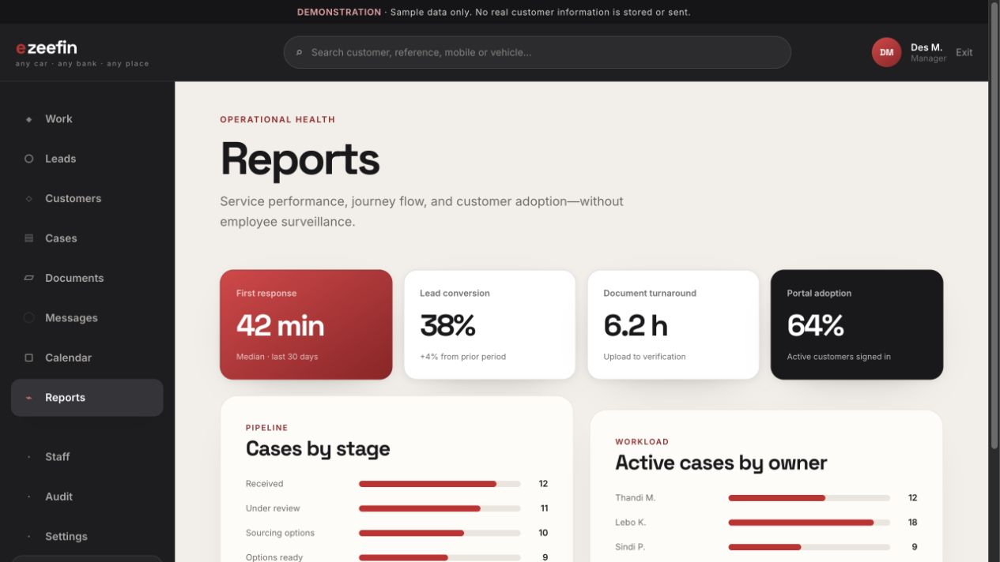 DEMONSTRATION · Sample data only. No real customer information is stored or sent.
ezeefin
any car · any bank · any place
Search customer, reference, mobile or vehicle...
DM
Des M.
Manager
Exit
Work
Leads
Customers
Cases
Documents
Messages
Calendar
Reports
Staff
Audit
Settings
OPERATIONAL HEALTH
Reports
Service performance, journey flow, and customer adoption—without
employee surveillance.
First response
42 min
Median · last 30 days
Lead conversion
38%
+4% from prior period
Document turnaround
6.2 h
Upload to verification
Portal adoption
64%
Active customers signed in
PIPELINE
Cases by stage
Received 12
Under review 11
Sourcing options 10
Options ready 9
WORKLOAD
Active cases by owner
Thandi M. 12
Lebo K. 18
Sindi P. 9